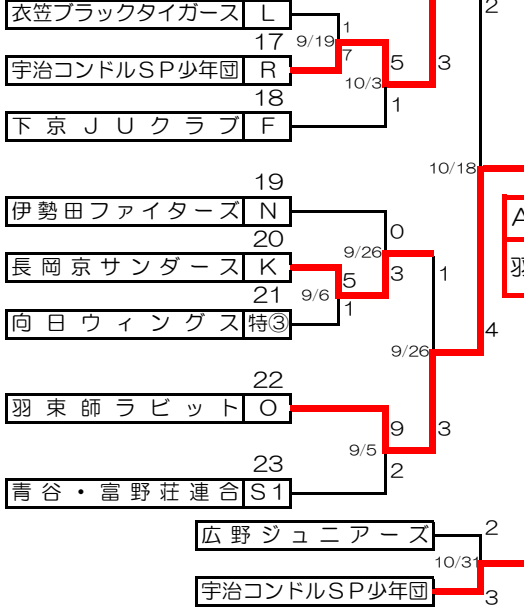 衣笠ブラックタイガース L
1
2
17
9/19
7
宇治コンドルSP少年団 R
5
3
10/3
18
1
下京JUクラブ F
10/18
19
伊勢田ファイターズ N
0
A
20
9/26
長岡京サンダース K
5
3
1
羽
21
9/6
1
向日ウィングス 特③
4
9/26
22
羽束師ラビット O
9
3
9/5
23
2
青谷・富野荘連合 S1
広野ジュニアーズ
2
10/31
宇治コンドルSP少年団
3